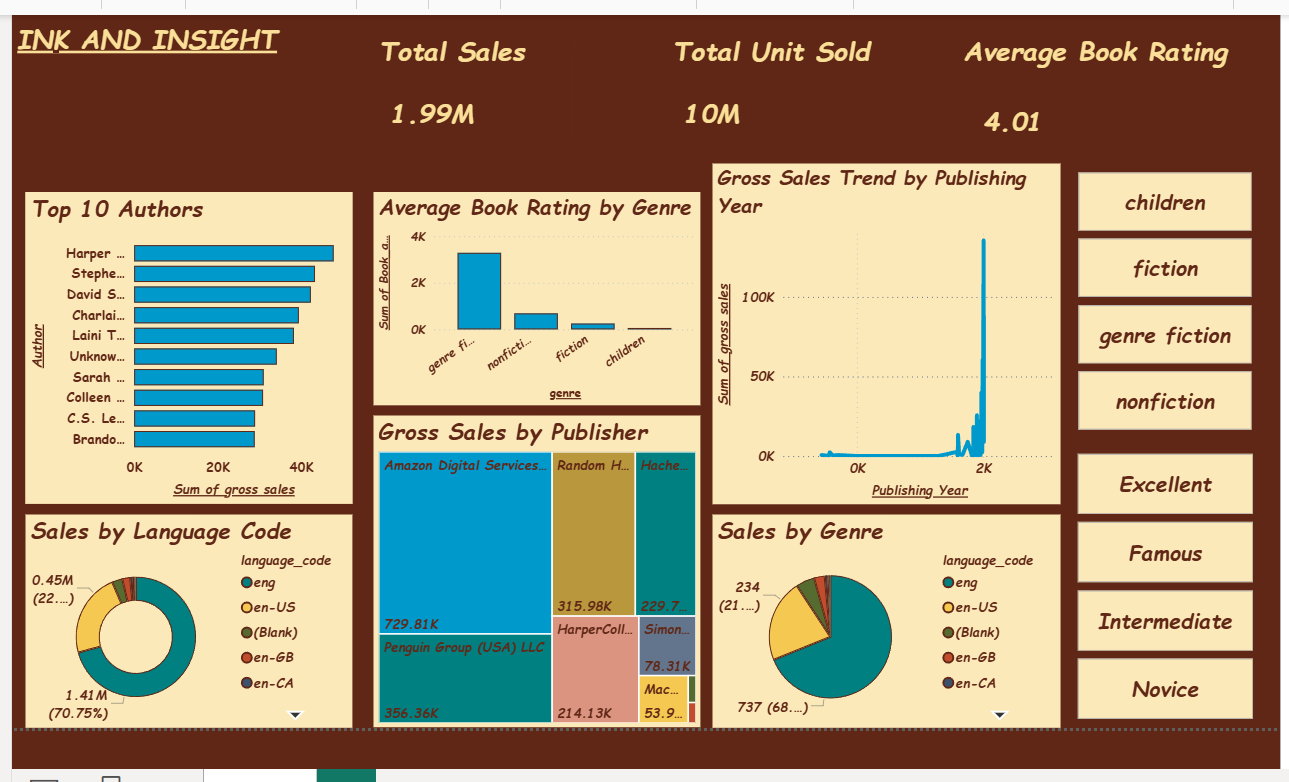 INK AND INSIGHT
Total Sales
1.99M
Total Unit Sold
10M
Average Book Rating
4.01
Top 10 Authors
Author
Harper ...
Stephe...
David S...
Charlai...
Laini T...
Unknow...
Sarah ...
Colleen ...
C.S. Le...
Brando...
0K 20K 40K
Sum of gross sales
Average Book Rating by Genre
Sum of Book a...
4K
2K
0K
genre fi... nonficti... fiction children
genre
Gross Sales Trend by Publishing
Year
Sum of gross sales
100K
50K
0K
0K 2K
Publishing Year
children
fiction
genre fiction
nonfiction
Excellent
Famous
Intermediate
Novice
Gross Sales by Publisher
Amazon Digital Services...
729.81K
Penguin Group (USA) LLC
356.36K
Random H...
315.98K
Hache...
229.7...
HarperColl...
214.13K
Simon...
78.31K
Mac...
53.9...
Sales by Language Code
0.45M
(22....)
1.41M
(70.75%)
language_code
eng
en-US
(Blank)
en-GB
en-CA
Sales by Genre
234
(21....)
737 (68....)
language_code
eng
en-US
(Blank)
en-GB
en-CA